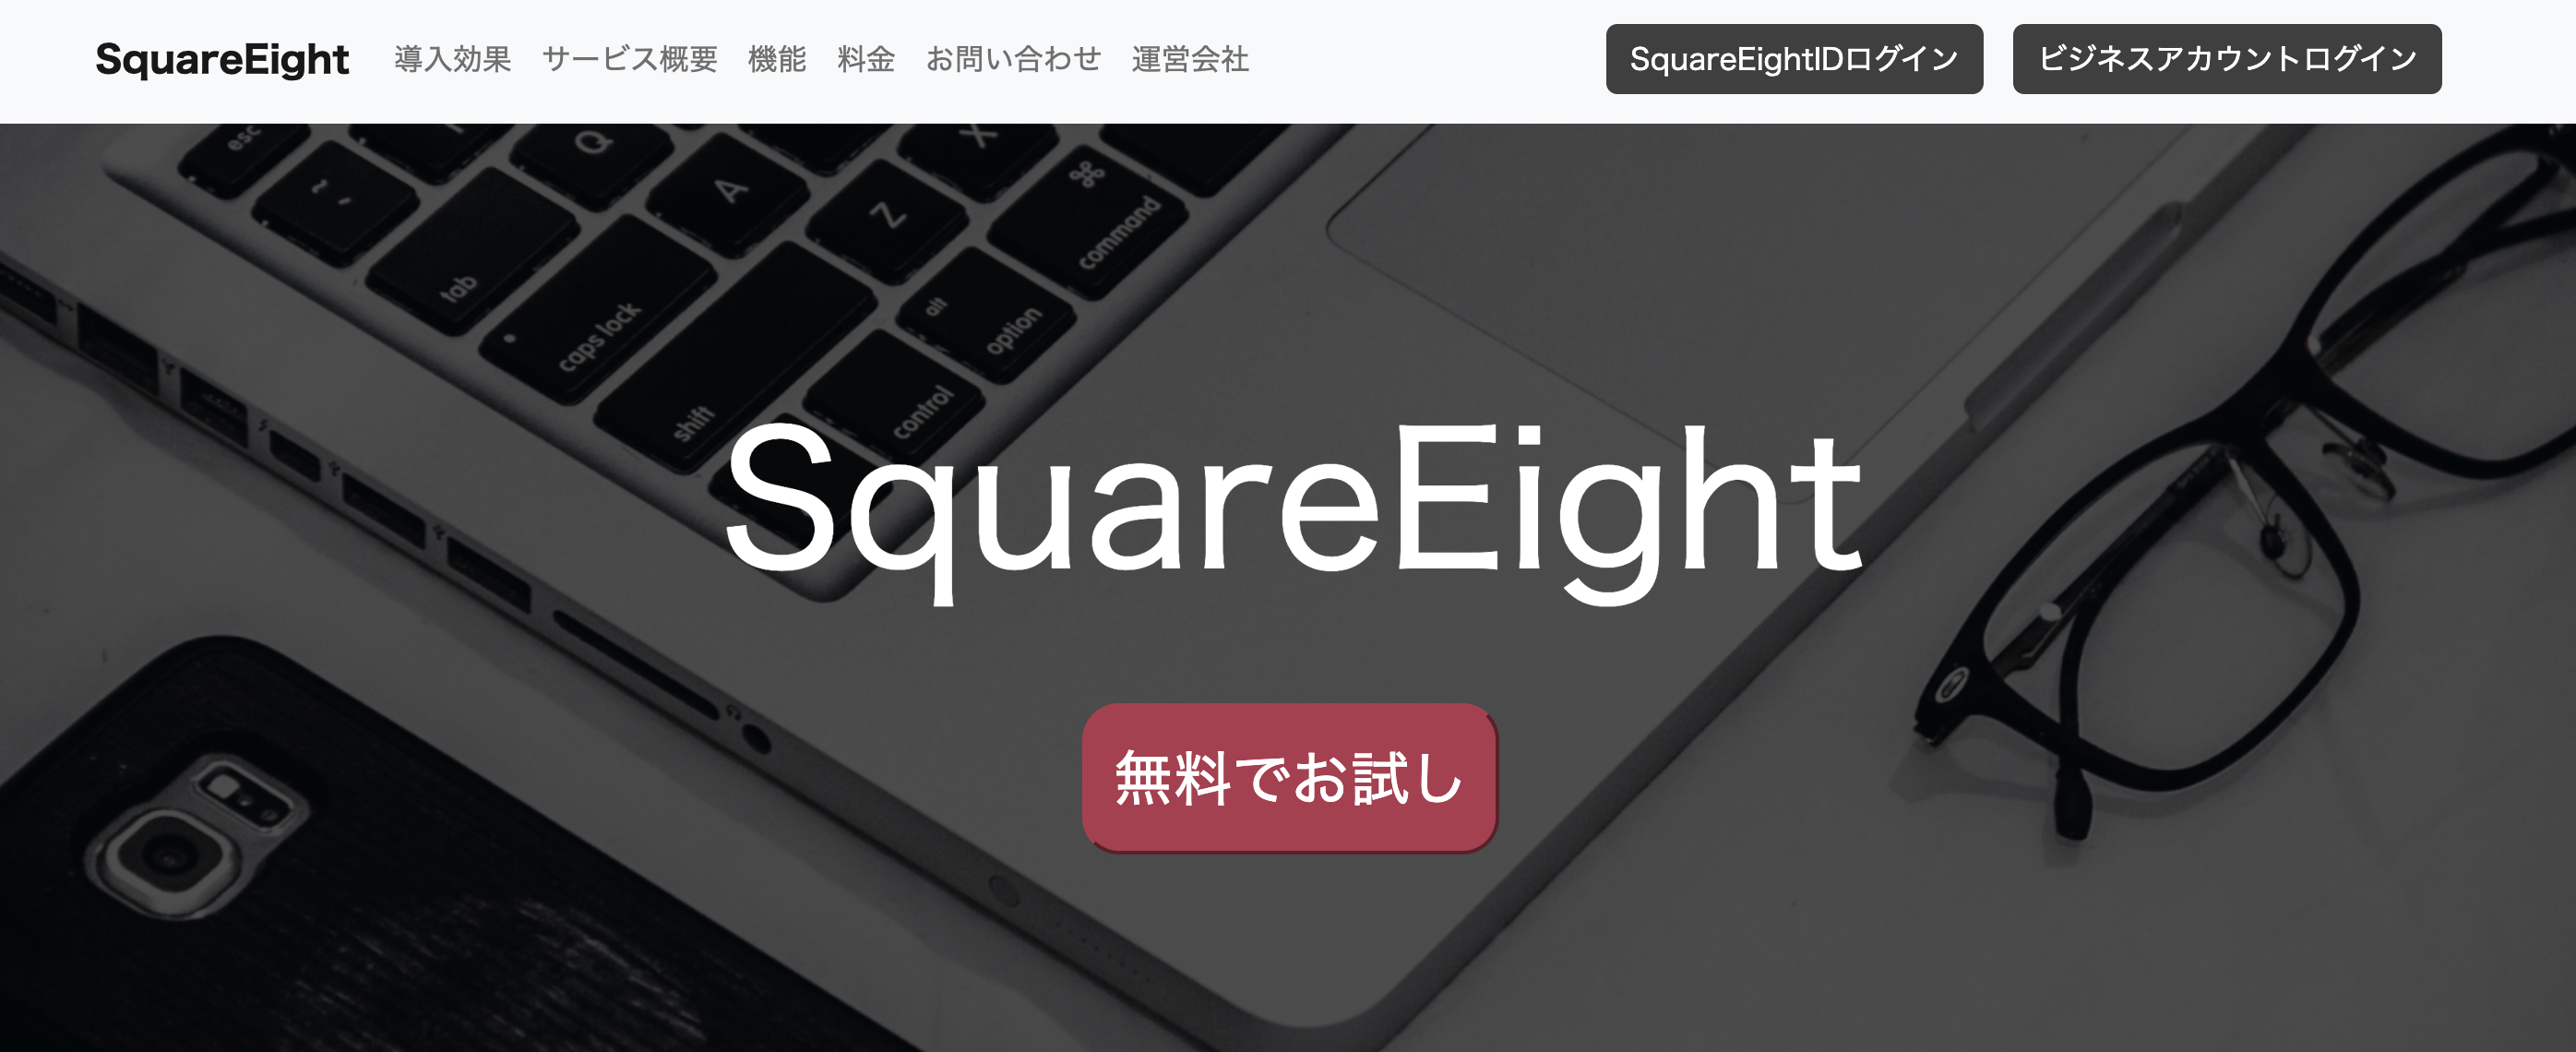 SquareEight 導入効果 サービス概要 機能 料金 お問い合わせ 運営会社 SquareEightIDログイン ビジネスアカウントログイン
esc
Q
~
A
X
Z
⌘
command
tab
caps lock
alt
option
shift
control
SquareEight
無料でお試し